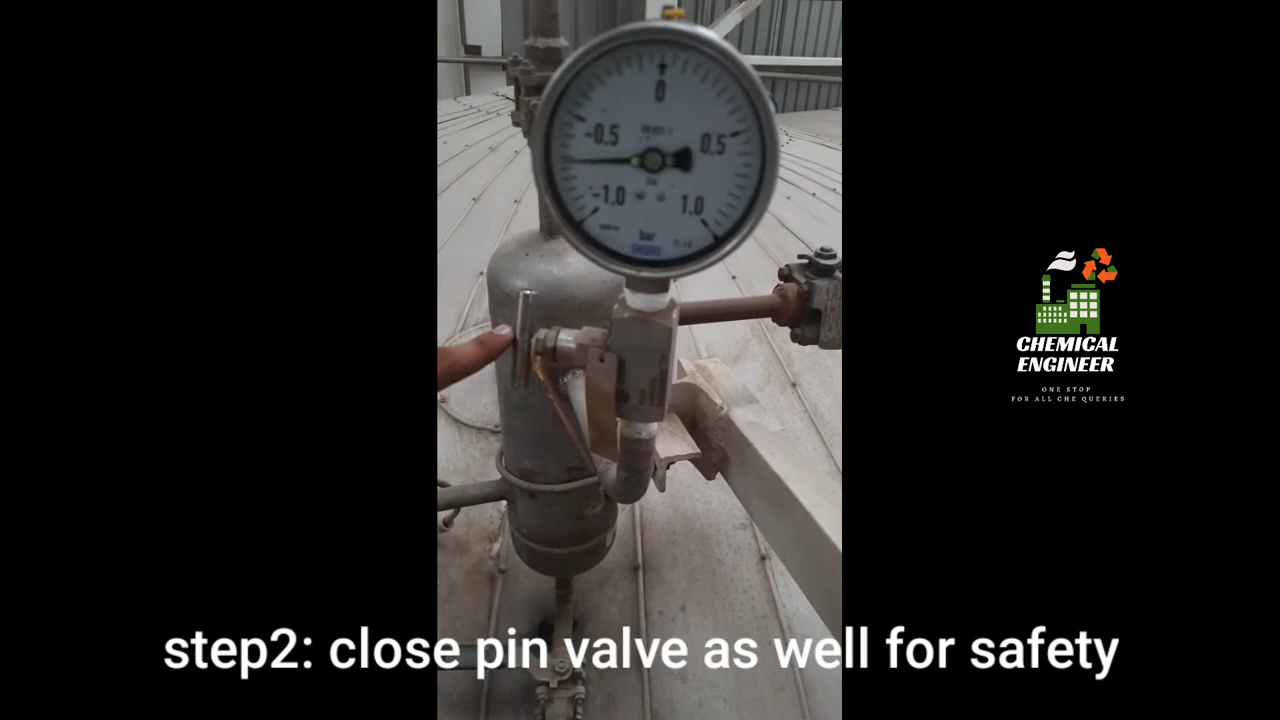 0
-0.5
0.5
-1.0
1.0
bar
CHEMICAL
ENGINEER
ONE STOP
FOR ALL CHE QUERIES
step2: close pin valve as well for safety